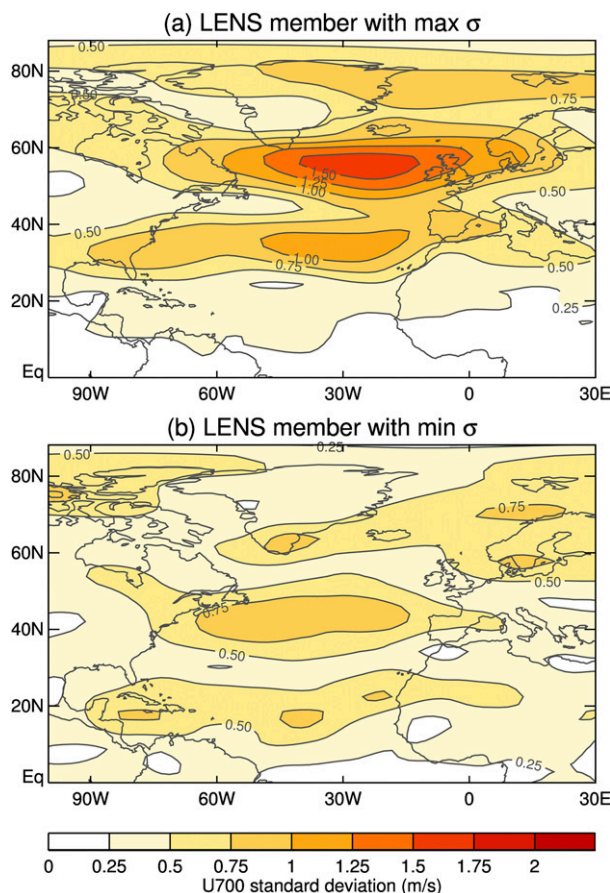 (a) LENS member with max σ
80N
60N
40N
20N
Eq
0.50
0.50
0.75
1.50
1.25
1.00
0.50
0.50
1.00
0.75
0.50
0.25
90W 60W 30W 0 30E
(b) LENS member with min σ
80N
60N
40N
20N
Eq
0.25
0.75
0.50
0.75
0.50
0.50
0.25
90W 60W 30W 0 30E
0 0.25 0.5 0.75 1 1.25 1.5 1.75 2
U700 standard deviation (m/s)